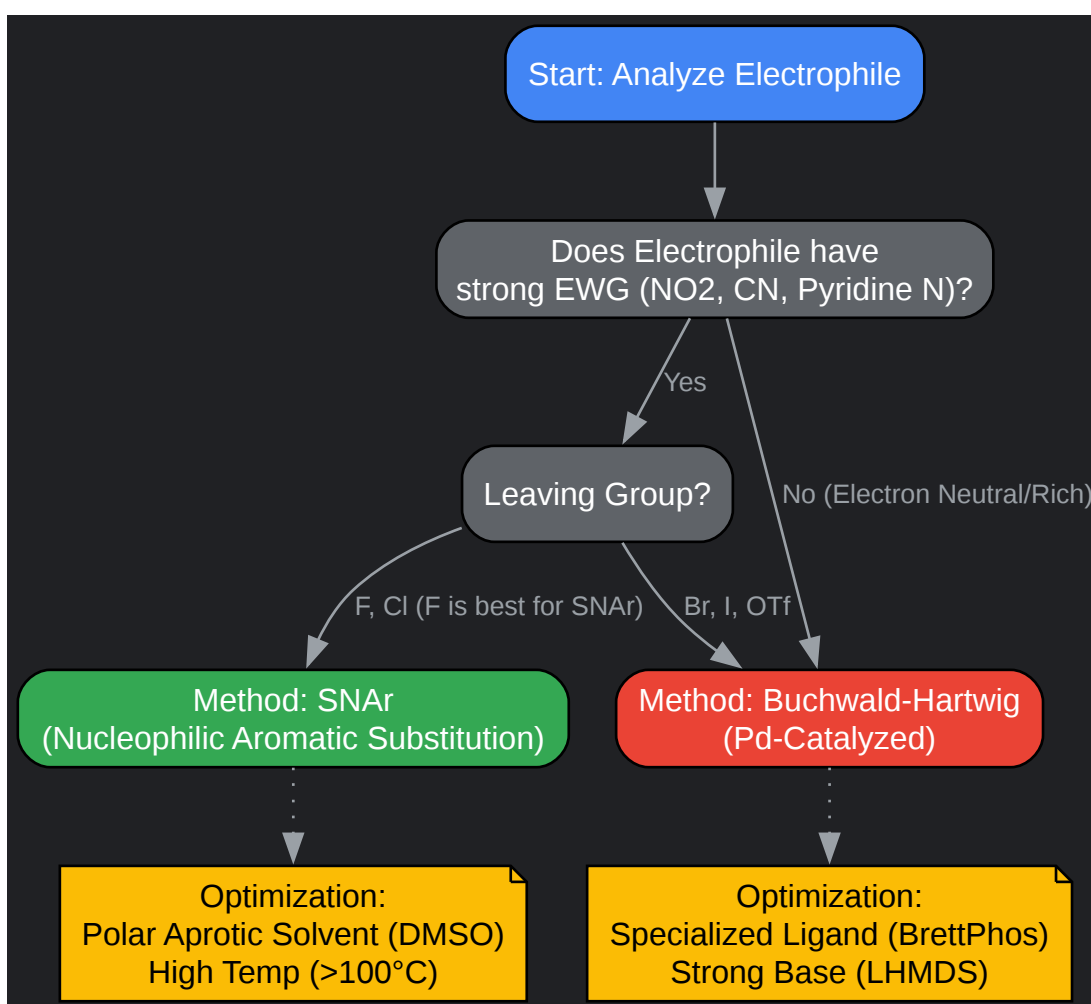 Start: Analyze Electrophile
Does Electrophile have
strong EWG (NO2, CN, Pyridine N)?
Yes
Leaving Group?
No (Electron Neutral/Rich)
F, Cl (F is best for SNAr)
Br, I, OTf
Method: SNAr
(Nucleophilic Aromatic Substitution)
Method: Buchwald-Hartwig
(Pd-Catalyzed)
Optimization:
Polar Aprotic Solvent (DMSO)
High Temp (>100°C)
Optimization:
Specialized Ligand (BrettPhos)
Strong Base (LHMDS)